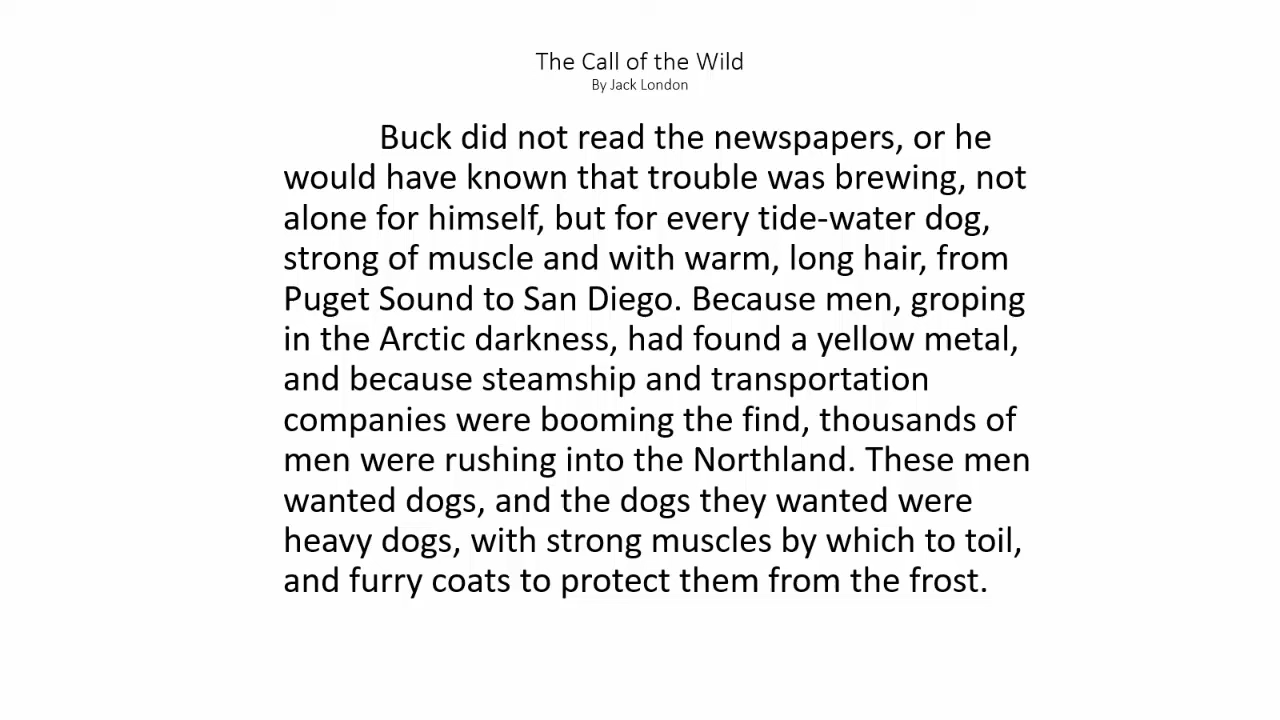 The Call of the Wild
By Jack London
Buck did not read the newspapers, or he
would have known that trouble was brewing, not
alone for himself, but for every tide-water dog,
strong of muscle and with warm, long hair, from
Puget Sound to San Diego. Because men, groping
in the Arctic darkness, had found a yellow metal,
and because steamship and transportation
companies were booming the find, thousands of
men were rushing into the Northland. These men
wanted dogs, and the dogs they wanted were
heavy dogs, with strong muscles by which to toil,
and furry coats to protect them from the frost.